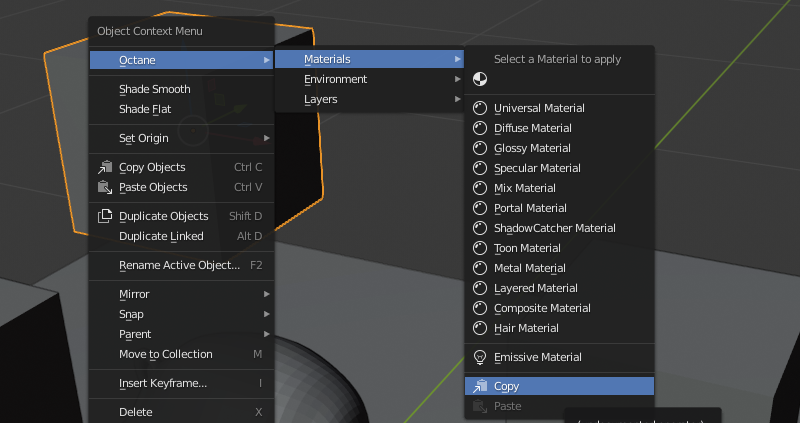 Object Context Menu
Octane
Shade Smooth
Shade Flat
Set Origin
Copy Objects Ctrl C
Paste Objects Ctrl V
Duplicate Objects Shift D
Duplicate Linked Alt D
Rename Active Object... F2
Mirror
Snap
Parent
Move to Collection M
Insert Keyframe... I
Delete X
Materials
Environment
Layers
Select a Material to apply
Universal Material
Diffuse Material
Glossy Material
Specular Material
Mix Material
Portal Material
ShadowCatcher Material
Toon Material
Metal Material
Layered Material
Composite Material
Hair Material
Emissive Material
Copy
Paste